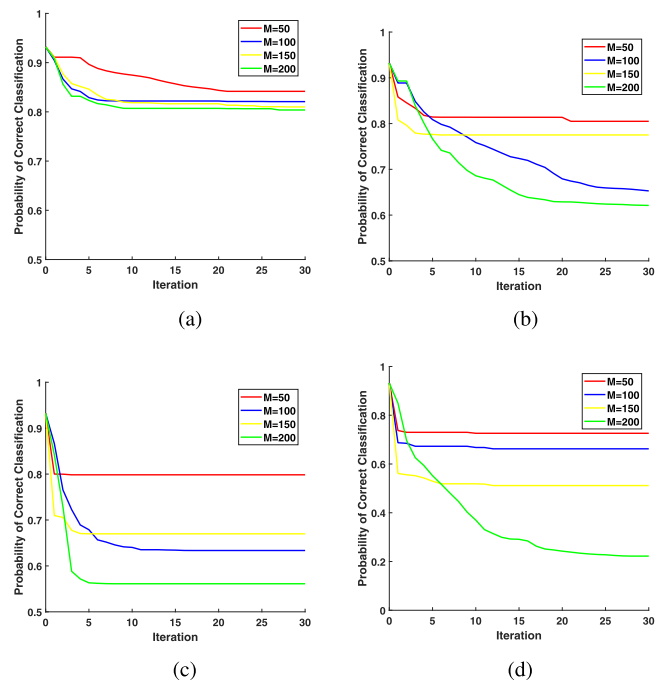 Probability of Correct Classification
1
0.9
0.8
0.7
0.6
0.5
0 5 10 15 20 25 30
Iteration
M=50
M=100
M=150
M=200
(a)
Probability of Correct Classification
1
0.9
0.8
0.7
0.6
0.5
0 5 10 15 20 25 30
Iteration
M=50
M=100
M=150
M=200
(b)
Probability of Correct Classification
1
0.9
0.8
0.7
0.6
0.5
0 5 10 15 20 25 30
Iteration
M=50
M=100
M=150
M=200
(c)
Probability of Correct Classification
1
0.8
0.6
0.4
0.2
0
0 5 10 15 20 25 30
Iteration
M=50
M=100
M=150
M=200
(d)